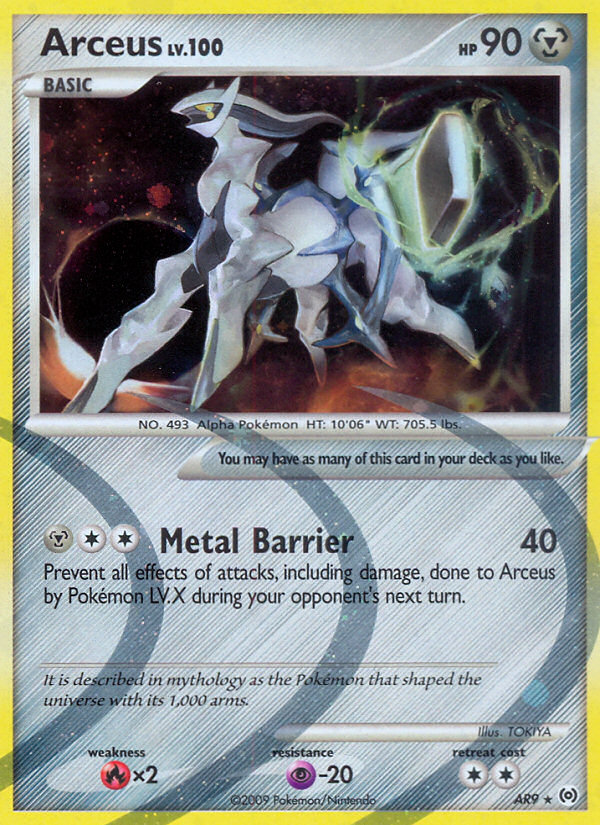 Arceus LV.100 HP 90
BASIC
NO. 493 Alpha Pokémon HT: 10'06" WT: 705.5 lbs.
You may have as many of this card in your deck as you like.
Metal Barrier 40
Prevent all effects of attacks, including damage, done to Arceus
by Pokémon LV.X during your opponent's next turn.
It is described in mythology as the Pokémon that shaped the
universe with its 1,000 arms.
Illus. TOKIYA
weakness resistance retreat cost
×2 -20
©2009 Pokémon/Nintendo AR9 ★